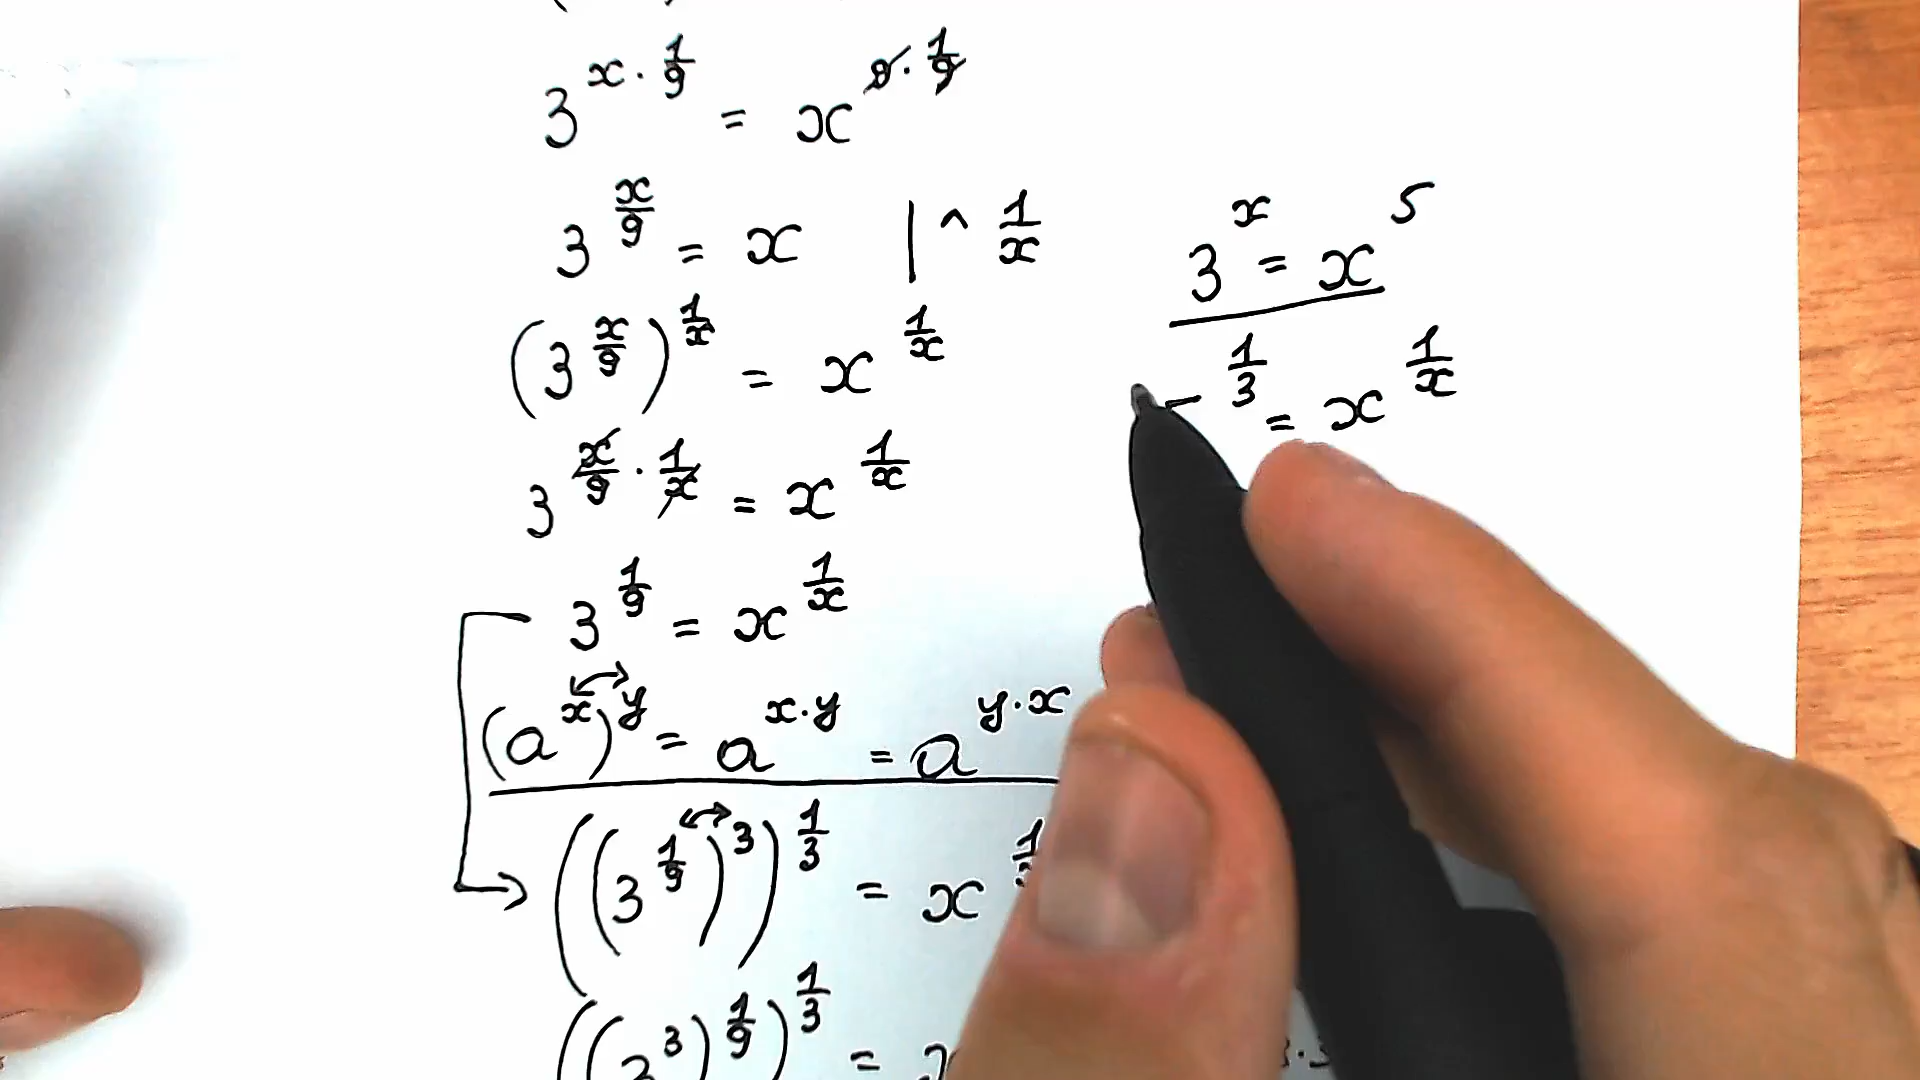 3^{x · 1/9} = x^{9 · 1/9}
3^{x/9} = x | ^ 1/x
(3^{x/9})^{1/x} = x^{1/x}
3^{x/9 · 1/x} = x^{1/x}
3^{1/9} = x^{1/x}
(a^x)^y = a^{x·y} = a^{y·x}
((3^{1/9})^3)^{1/3} = x
((3^3)^{1/9})^{1/3} =
3^x = x^5
^{1/3} = x^{1/x}